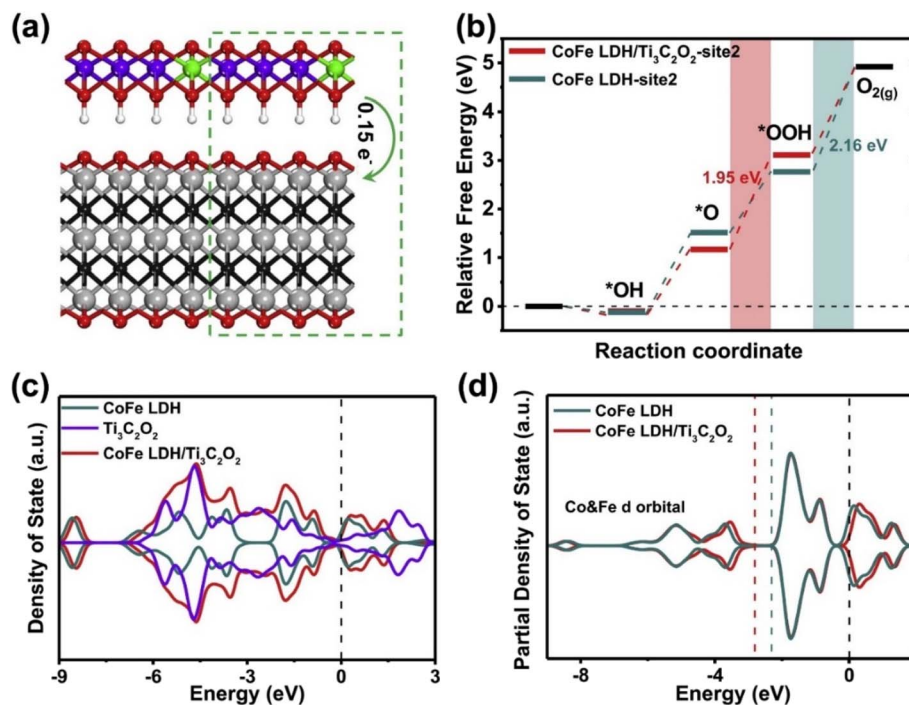 (a)
0.15 e⁻
(b)
Relative Free Energy (eV)
5
4
3
2
1
0
CoFe LDH/Ti₃C₂O₂-site2
CoFe LDH-site2
*OH
*O
*OOH
O₂₍g₎
1.95 eV
2.16 eV
Reaction coordinate
(c)
Density of State (a.u.)
CoFe LDH
Ti₃C₂O₂
CoFe LDH/Ti₃C₂O₂
-9
-6
-3
0
3
Energy (eV)
(d)
Partial Density of State (a.u.)
CoFe LDH
CoFe LDH/Ti₃C₂O₂
Co&Fe d orbital
-8
-4
0
Energy (eV)